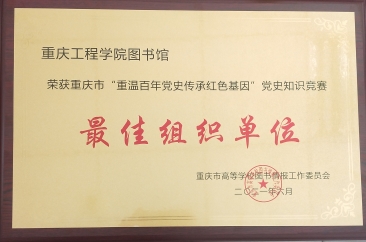 重庆工程学院图书馆
荣获重庆市“重温百年党史传承红色基因”党史知识竞赛
最佳组织单位
重庆市高等学校图书情报工作委员会
二〇二一年六月